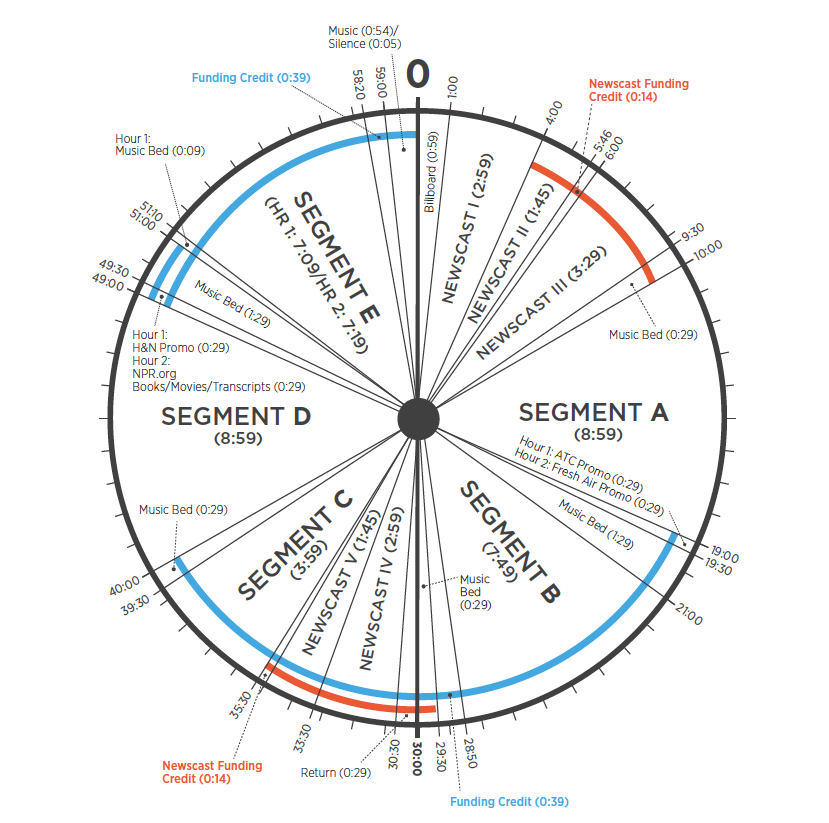 Music (0:54)/
Silence (0:05)
0
Funding Credit (0:39)
58:20
59:00
1:00
Newscast Funding
Credit (0:14)
4:00
5:46
6:00
Hour 1:
Music Bed (0:09)
Billboard (0:59)
NEWSCAST I (2:59)
NEWSCAST II (1:45)
NEWSCAST III (3:29)
9:30
10:00
Music Bed (0:29)
SEGMENT E
(HR 1: 7:09/HR 2: 7:19)
51:10
51:00
49:30
49:00
Music Bed (1:29)
Hour 1:
H&N Promo (0:29)
Hour 2:
NPR.org
Books/Movies/Transcripts (0:29)
SEGMENT D
(8:59)
SEGMENT A
(8:59)
Hour 1: ATC Promo (0:29)
Hour 2: Fresh Air Promo (0:29)
Music Bed (1:29)
19:00
19:30
21:00
SEGMENT B
(7:49)
Music
Bed
(0:29)
Music Bed (0:29)
SEGMENT C
(3:59)
NEWSCAST V (1:45)
NEWSCAST IV (2:59)
40:00
39:30
35:30
33:30
30:30
30:00
29:30
28:50
Newscast Funding
Credit (0:14)
Return (0:29)
Funding Credit (0:39)